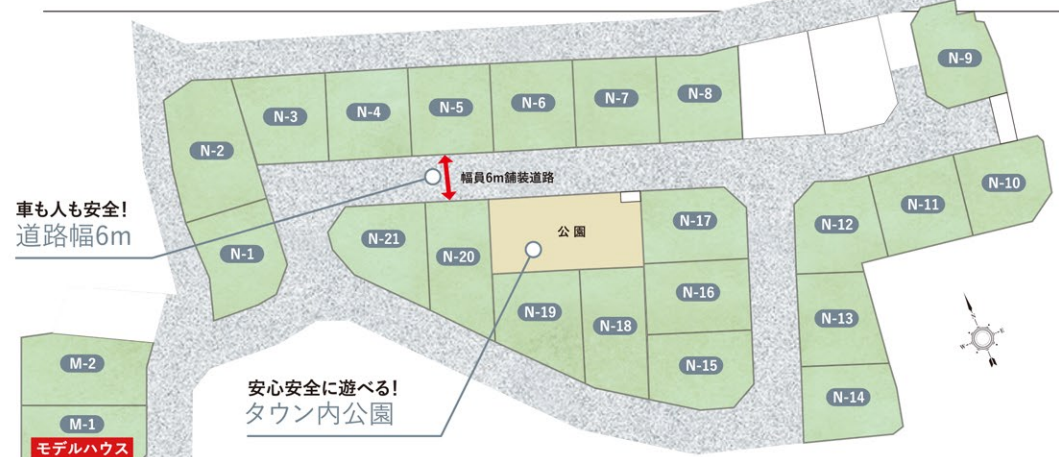 N-9
N-8
N-7
N-6
N-5
N-4
N-3
N-2
幅員6m舗装道路
N-10
N-11
N-12
車も人も安全!
道路幅6m
N-17
公園
N-21
N-20
N-1
N-16
N-19
N-18
N-13
N-15
N-14
M-2
安心安全に遊べる!
タウン内公園
M-1
モデルハウス
S
E
W
N